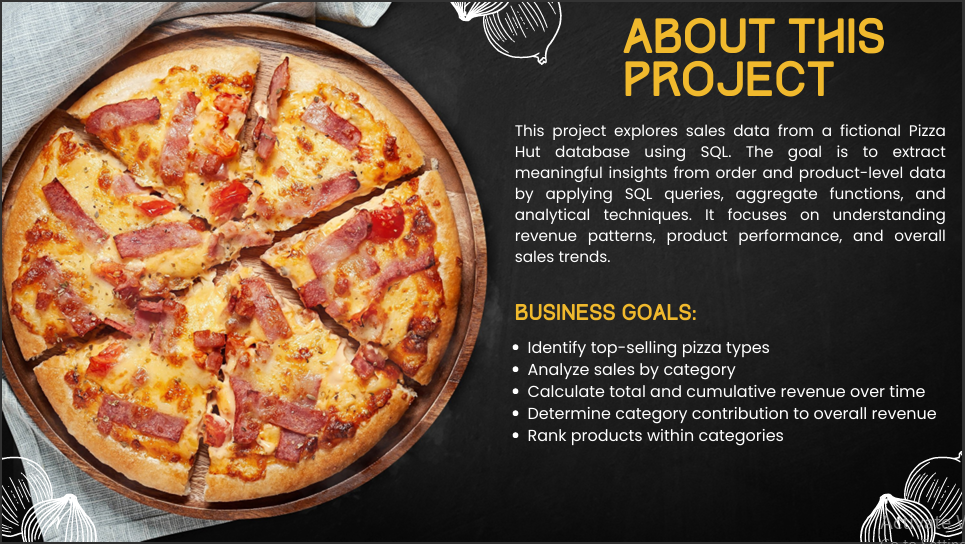 ABOUT THIS
PROJECT
This project explores sales data from a fictional Pizza
Hut database using SQL. The goal is to extract
meaningful insights from order and product-level data
by applying SQL queries, aggregate functions, and
analytical techniques. It focuses on understanding
revenue patterns, product performance, and overall
sales trends.
BUSINESS GOALS:
• Identify top-selling pizza types
• Analyze sales by category
• Calculate total and cumulative revenue over time
• Determine category contribution to overall revenue
• Rank products within categories